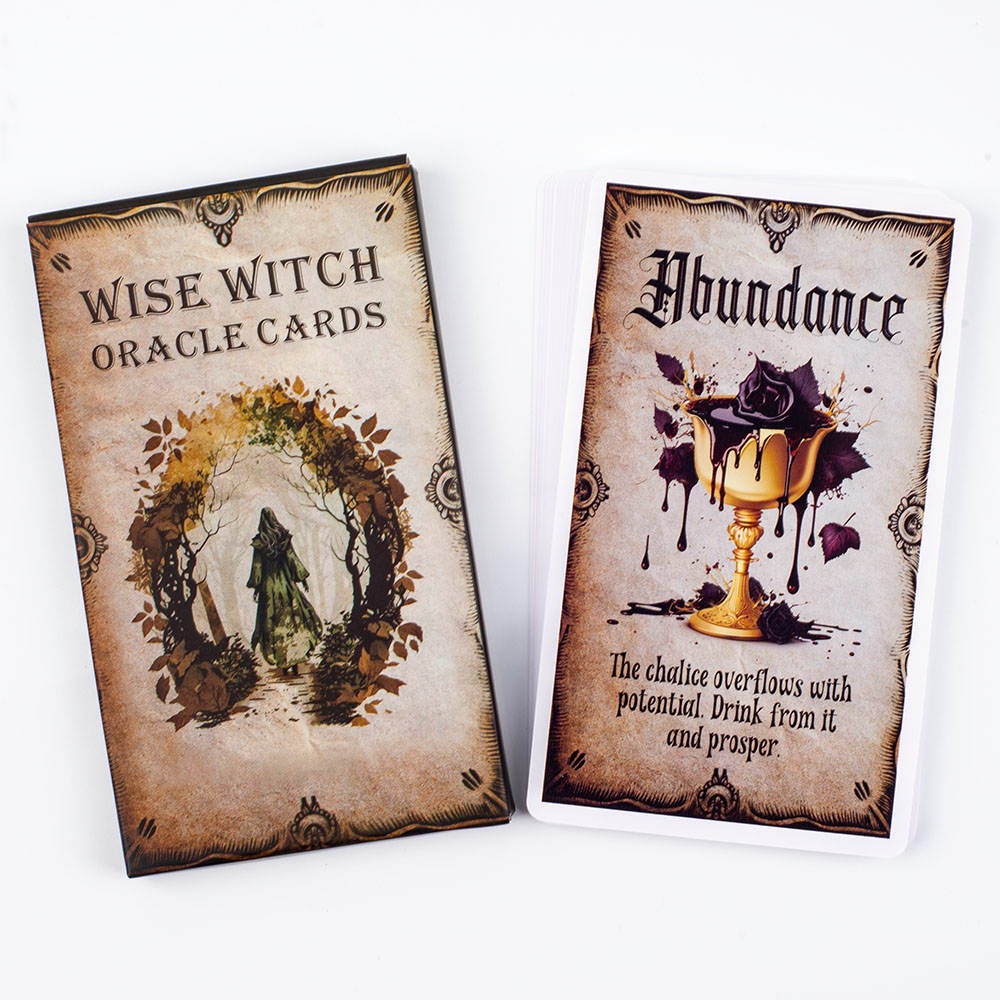 WISE WITCH
ORACLE CARDS
Abundance
The chalice overflows with
potential. Drink from it
and prosper.